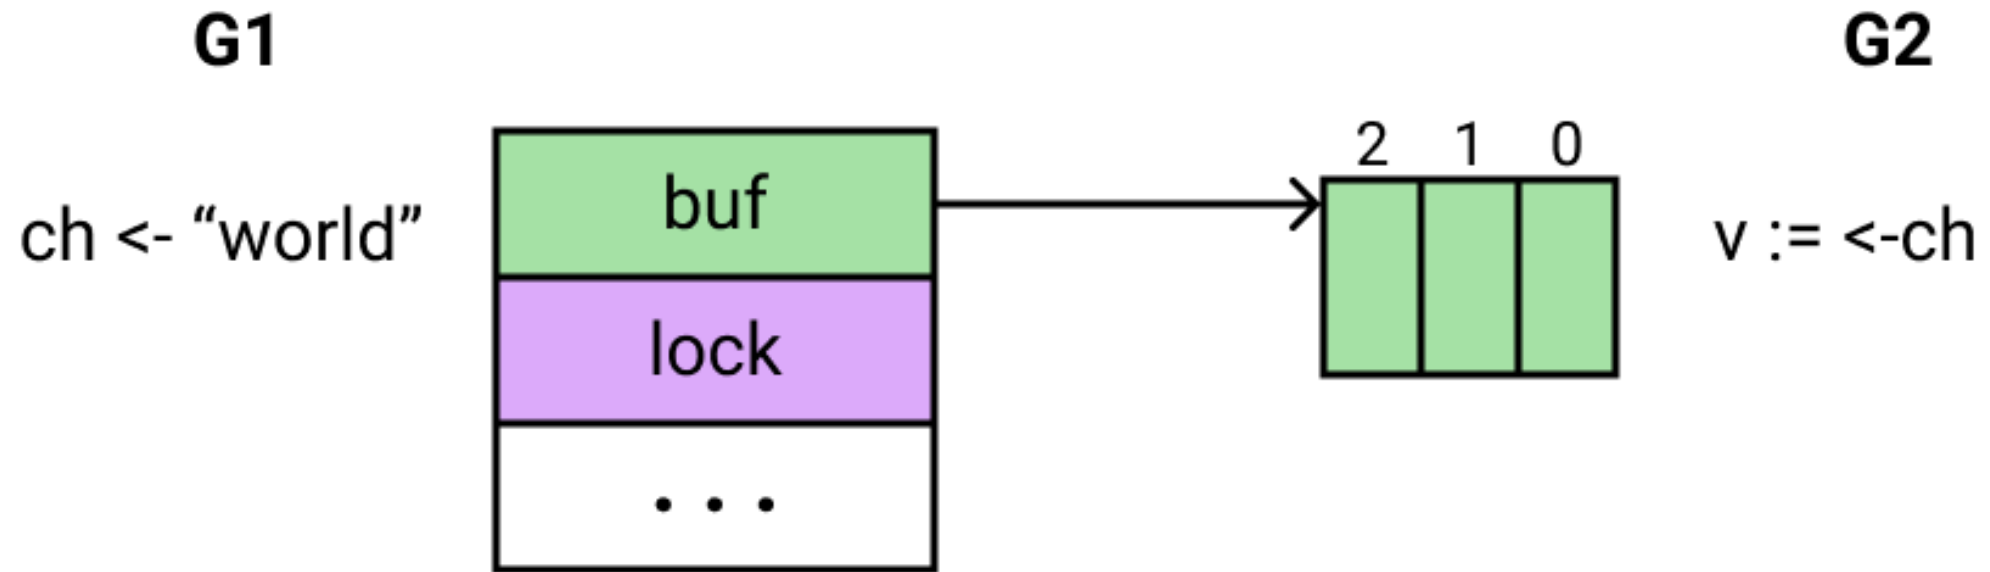 G1
G2
2 1 0
buf
ch <- “world”
v := <-ch
lock
...